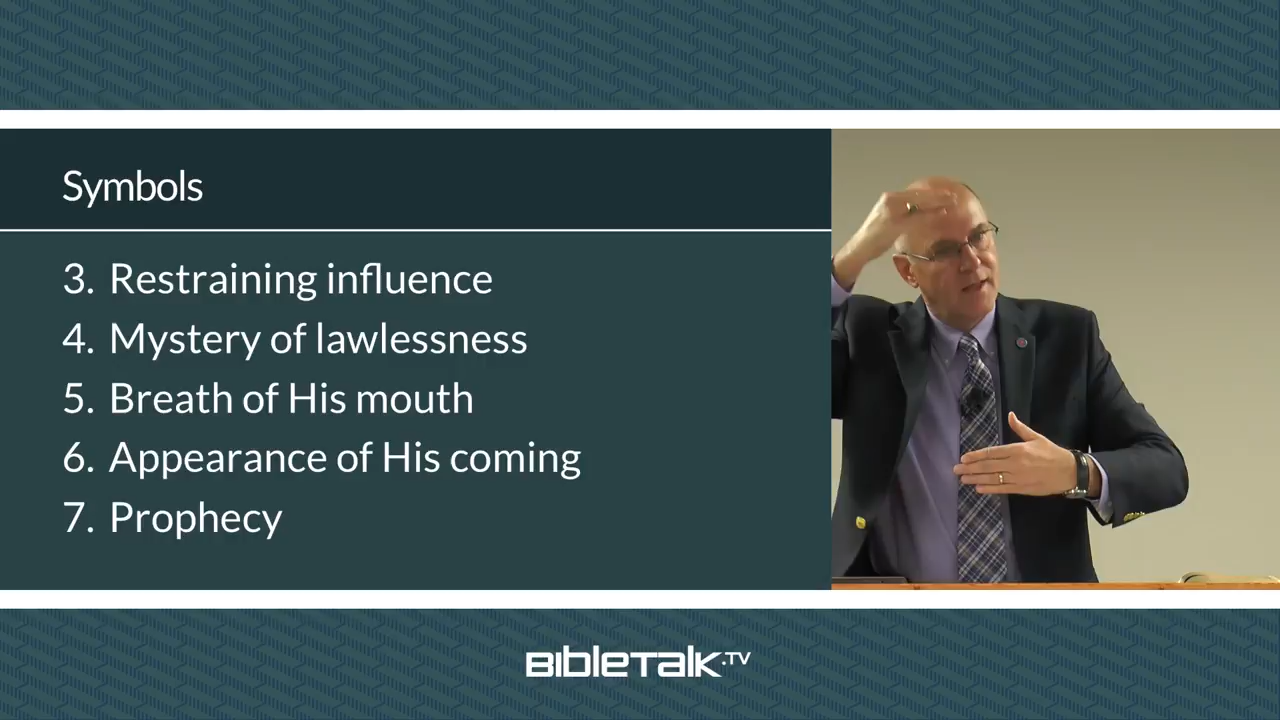 Symbols
3. Restraining influence
4. Mystery of lawlessness
5. Breath of His mouth
6. Appearance of His coming
7. Prophecy
BIBLETALK.TV